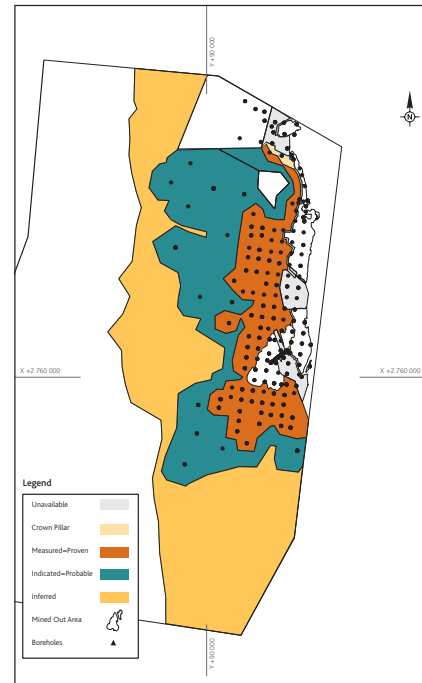 Y +90 000
N
X +2 760 000
X +2 760 000
Legend
Unavailable
Crown Pillar
Measured=Proven
Indicated=Probable
Inferred
Mined Out Area
Boreholes
Y +90 000